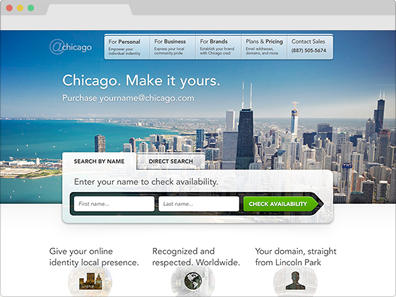 @chicago
For Personal
Empower your
individual indentity
For Business
Express your local
community pride
For Brands
Establish your brand
with Chicago cred
Plans & Pricing
Email addresses,
domains, and more
Contact Sales
(887) 505-5674
Chicago. Make it yours.
Purchase yourname@chicago.com
SEARCH BY NAME
DIRECT SEARCH
Enter your name to check availability.
First name...
Last name...
CHECK AVAILABILITY
Give your online
identity local presence.
Recognized and
respected. Worldwide.
Your domain, straight
from Lincoln Park